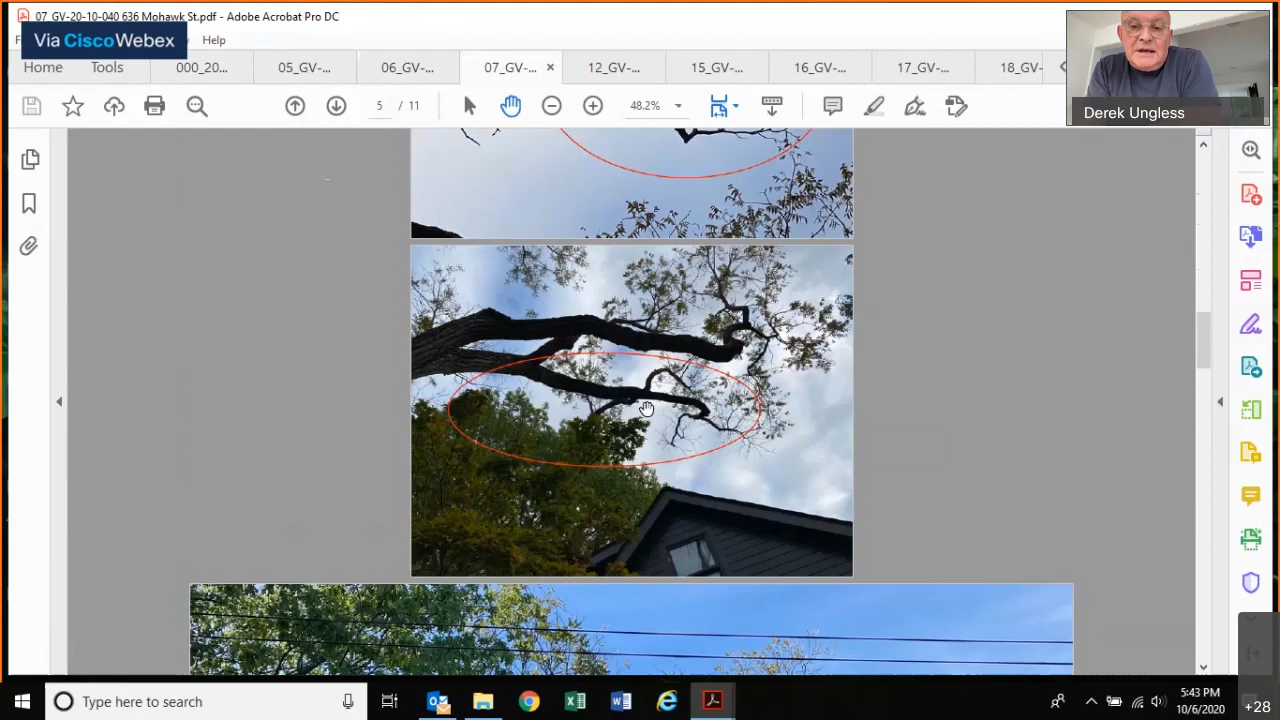 07_GV-20-10-040 636 Mohawk St.pdf - Adobe Acrobat Pro DC
Via Cisco Webex
Help
Home Tools 000_20... 05_GV-... 06_GV-... 07_GV-... × 12_GV-... 15_GV-... 16_GV-... 17_GV-... 18_GV-
5 / 11 48.2%
Derek Ungless
Type here to search
5:43 PM
10/6/2020
+28